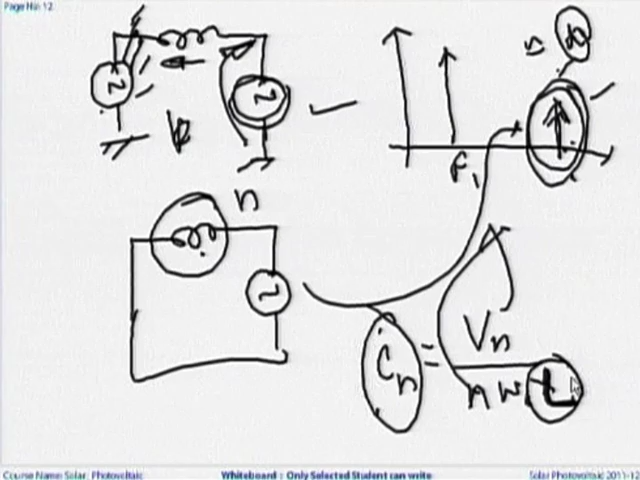 Page No: 12
n
F1
n
Cn = Vn
nwL
Course Name: Solar Photovoltaic
Whiteboard : Only Selected Student can write
Solar Photovoltaic 2011-12